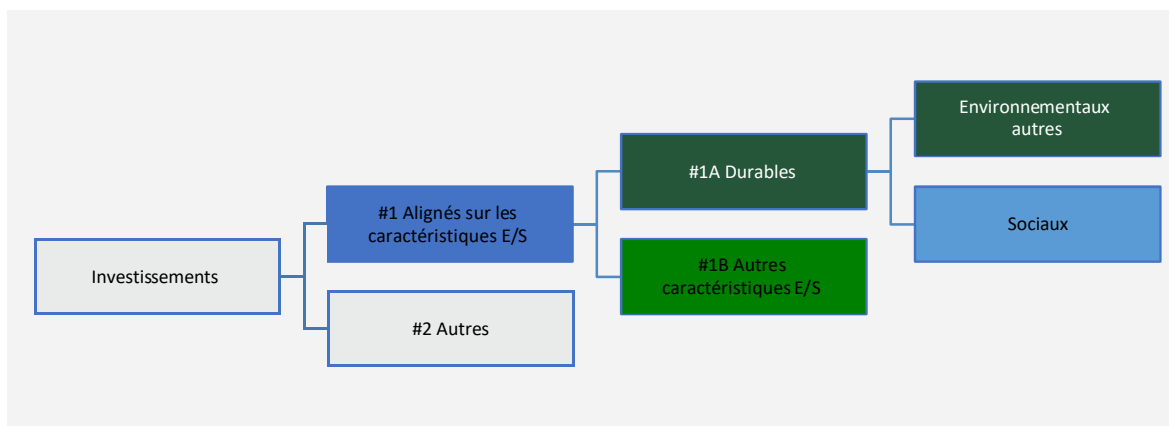 Environnementaux
autres
#1A Durables
#1 Alignés sur les
caractéristiques E/S
Sociaux
Investissements
#1B Autres
caractéristiques E/S
#2 Autres